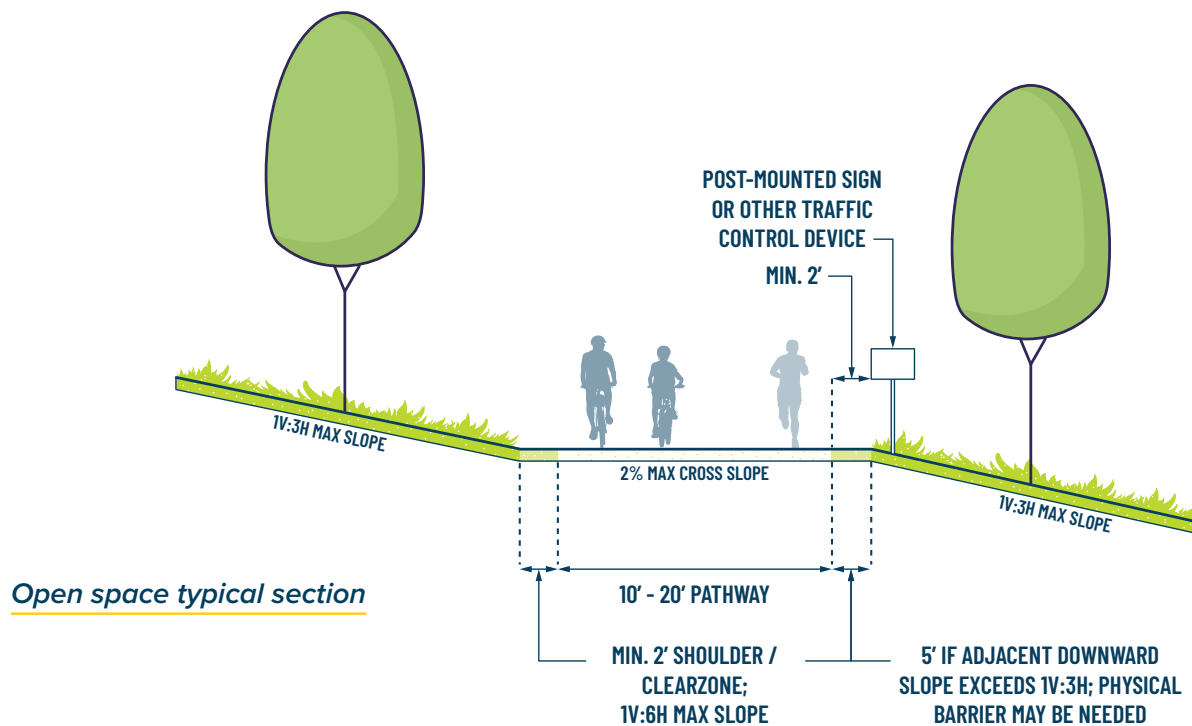 POST-MOUNTED SIGN
OR OTHER TRAFFIC
CONTROL DEVICE
MIN. 2'
1V:3H MAX SLOPE
2% MAX CROSS SLOPE
1V:3H MAX SLOPE
Open space typical section
10' - 20' PATHWAY
MIN. 2' SHOULDER /
CLEARZONE;
1V:6H MAX SLOPE
5' IF ADJACENT DOWNWARD
SLOPE EXCEEDS 1V:3H; PHYSICAL
BARRIER MAY BE NEEDED